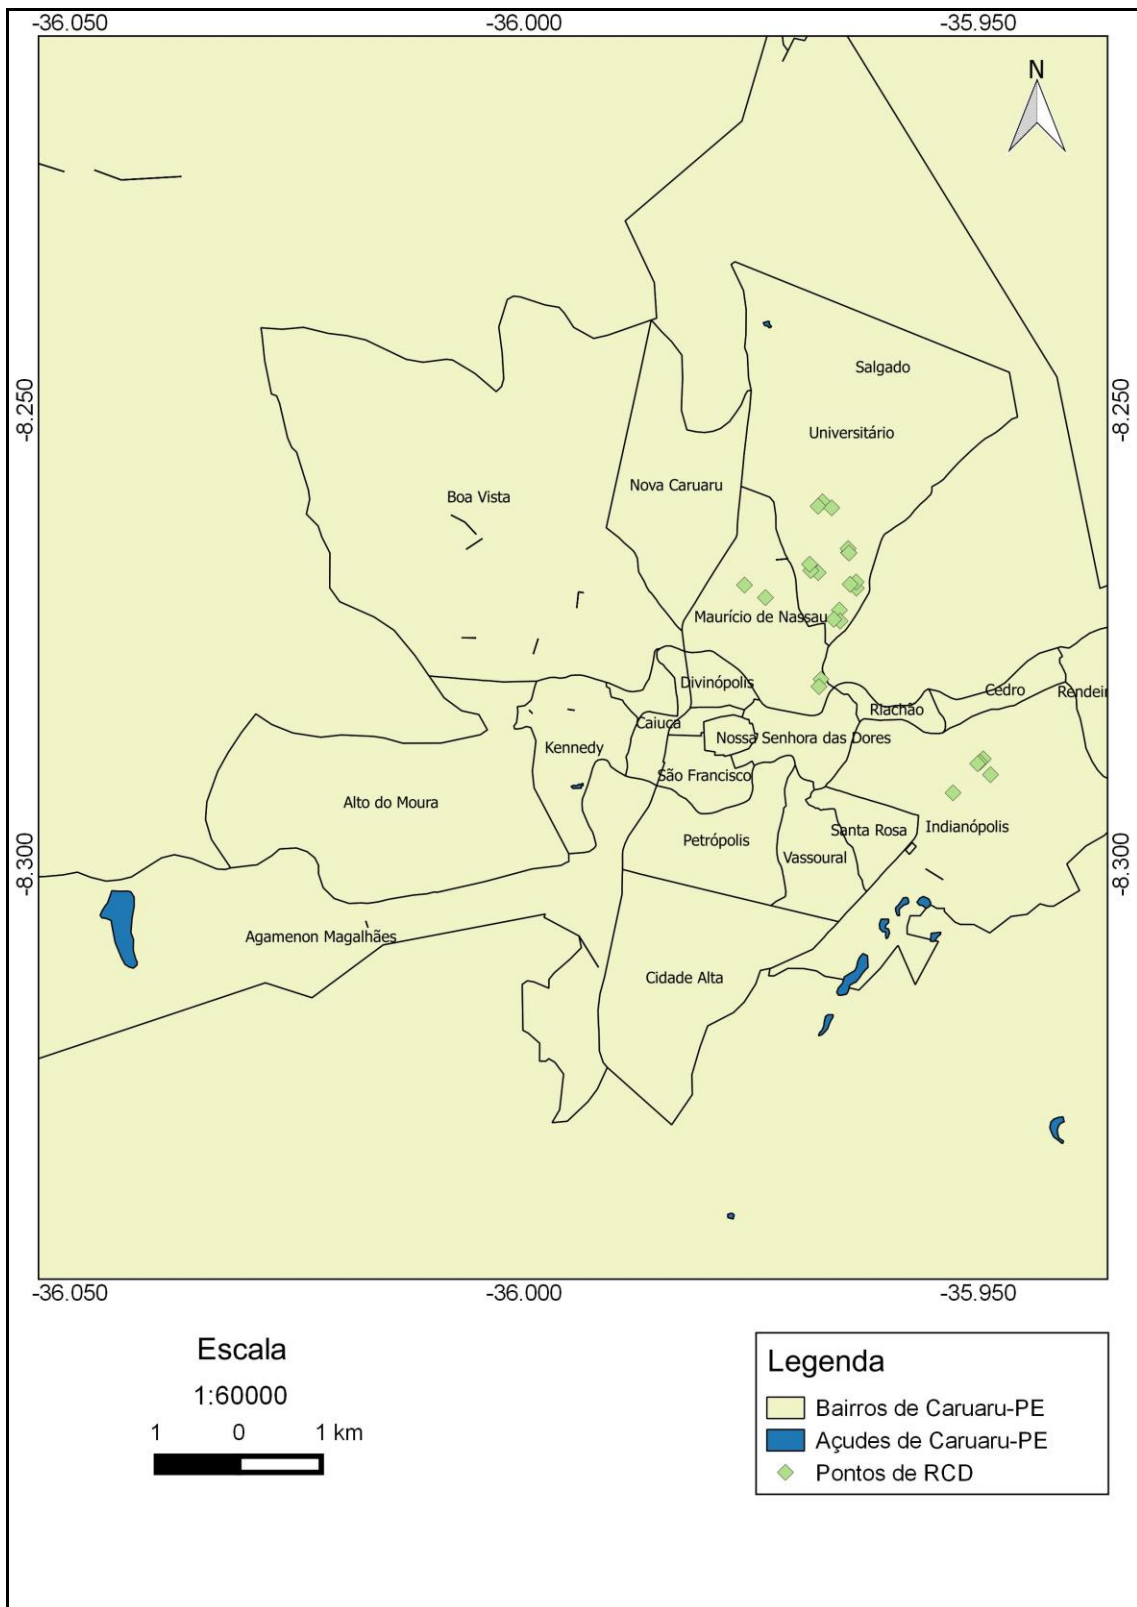 -36.050 -36.000 -35.950
N
-8.250 -8.250
Salgado
Universitário
Nova Caruaru
Boa Vista
Maurício de Nassau
Divinópolis
Cedro
Rendeir
Riachão
Caiuca
Nossa Senhora das Dores
Kennedy
São Francisco
Alto do Moura
Santa Rosa
Indianópolis
Petrópolis
Vassoural
-8.300 -8.300
Agamenon Magalhães
Cidade Alta
-36.050 -36.000 -35.950
Escala
1:60000
1 0 1 km
Legenda
Bairros de Caruaru-PE
Açudes de Caruaru-PE
Pontos de RCD